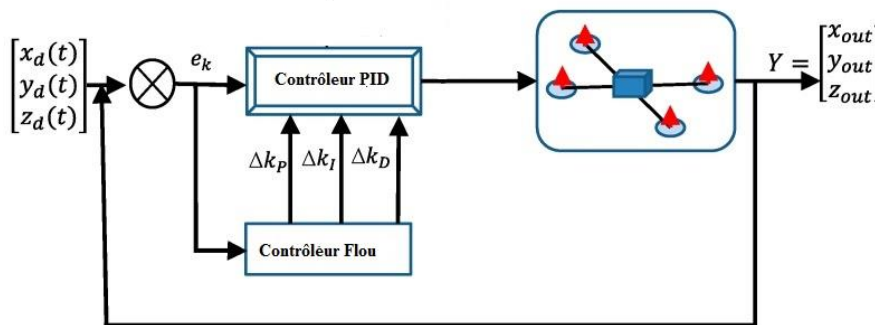 x_d(t)
y_d(t)
z_d(t)
e_k
Contrôleur PID
Y =
x_out
y_out
z_out
Δk_P
Δk_I
Δk_D
Contrôleur Flou